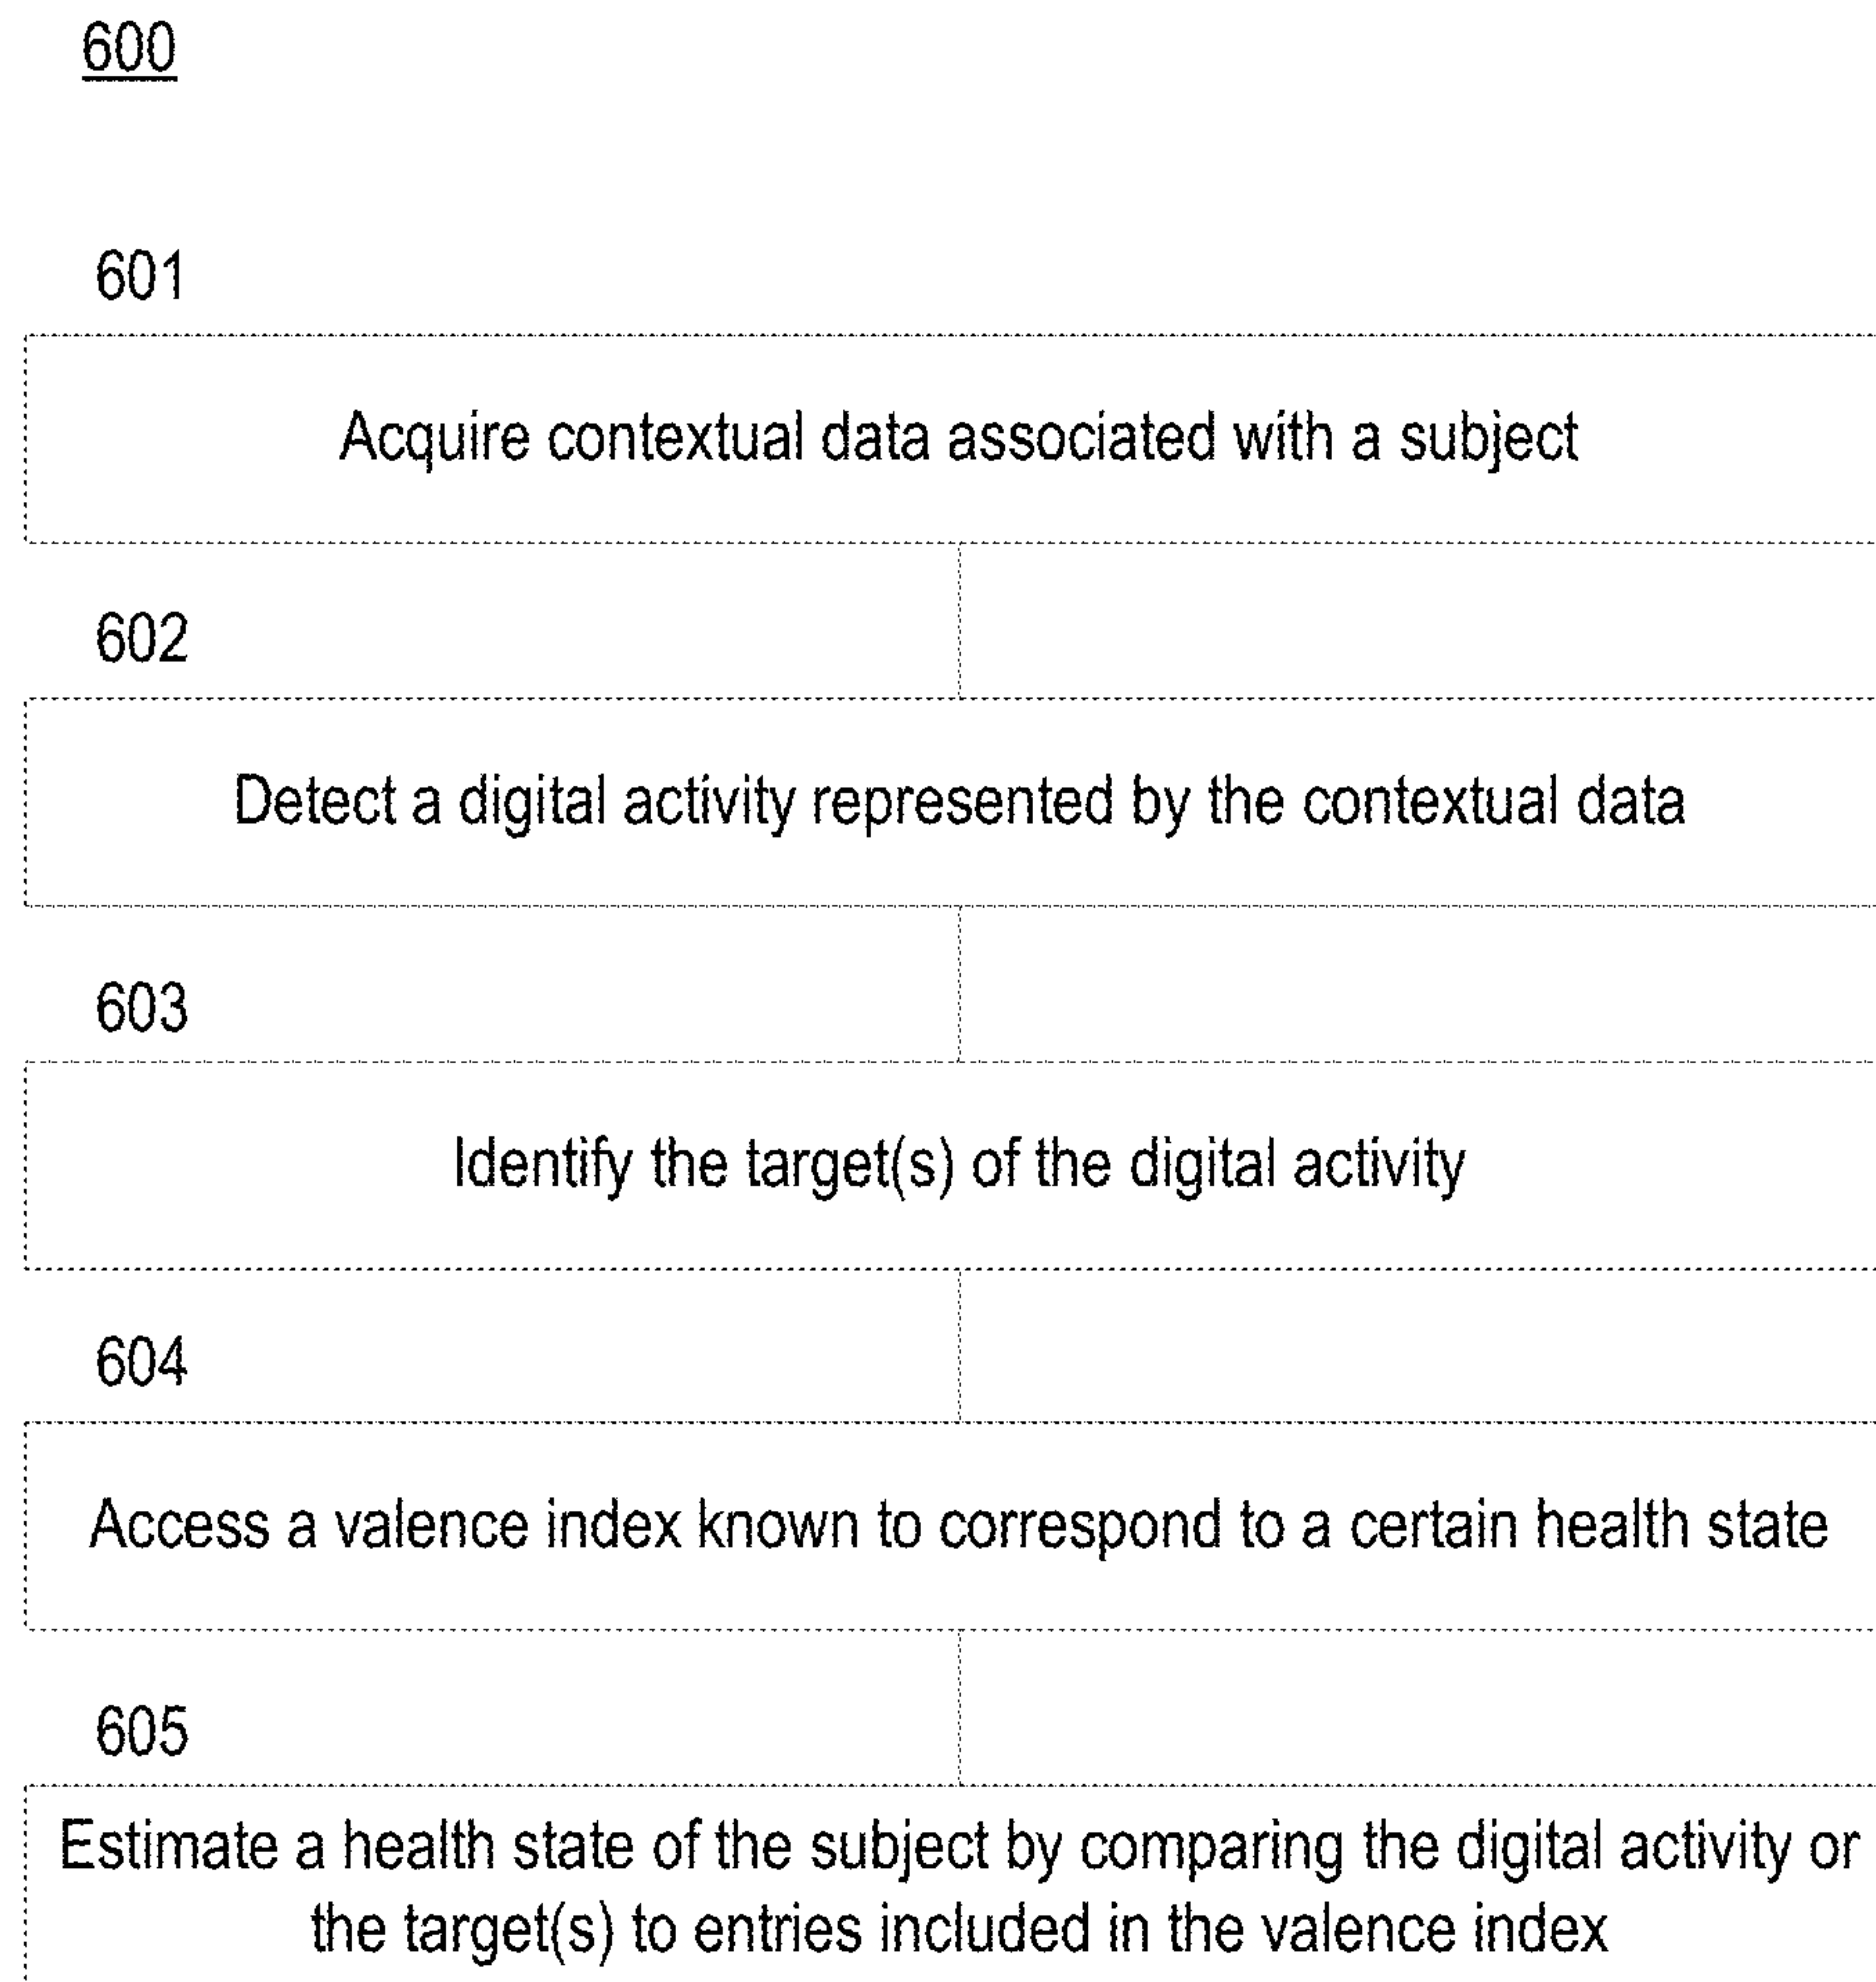 600
601
Acquire contextual data associated with a subject
602
Detect a digital activity represented by the contextual data
603
Identify the target(s) of the digital activity
604
Access a valence index known to correspond to a certain health state
605
Estimate a health state of the subject by comparing the digital activity or
the target(s) to entries included in the valence index